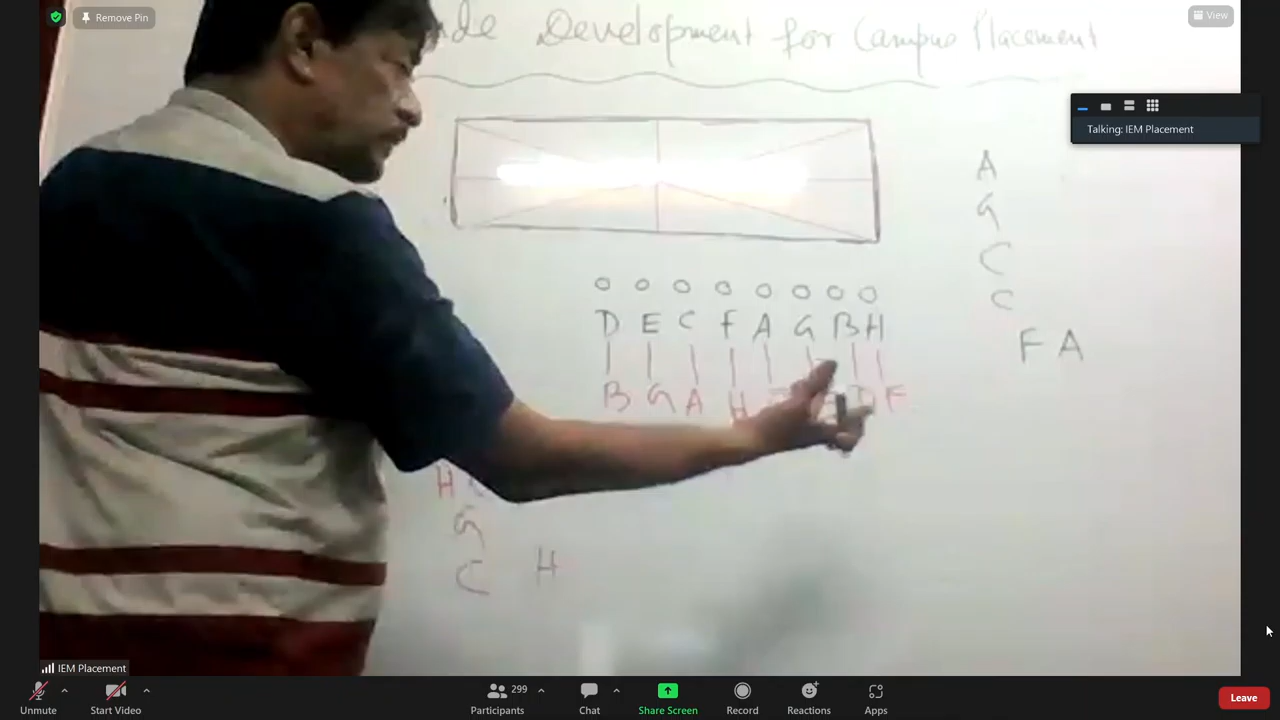 Remove Pin
View
Development for Campus Placement
Talking: IEM Placement
A
G
C
C
F A
O O O O O O O O
D E C F A G B H
B G A H D F
H
G
C H
IEM Placement
Unmute
Start Video
299
Participants
Chat
Share Screen
Record
Reactions
Apps
Leave